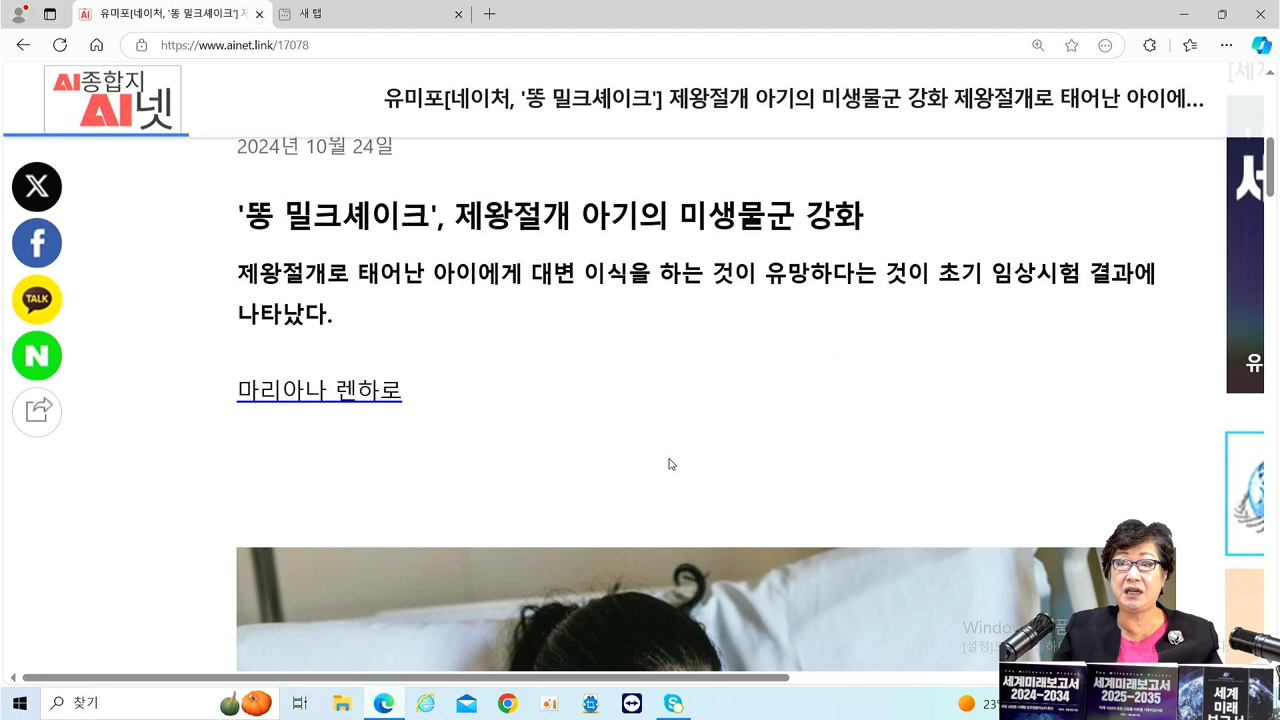 유미포[네이처, '똥 밀크셰이크'] 제
새 탭
https://www.ainet.link/17078
AI종합지
AI넷
유미포[네이처, '똥 밀크셰이크'] 제왕절개 아기의 미생물군 강화 제왕절개로 태어난 아이에...
2024년 10월 24일
'똥 밀크셰이크', 제왕절개 아기의 미생물군 강화
제왕절개로 태어난 아이에게 대변 이식을 하는 것이 유망하다는 것이 초기 임상시험 결과에
나타났다.
마리아나 렌하로
TALK
N
서
유
찾기
23
세계미래보고서
2024-2034
세계미래보고서
2025-2035
세계
미래